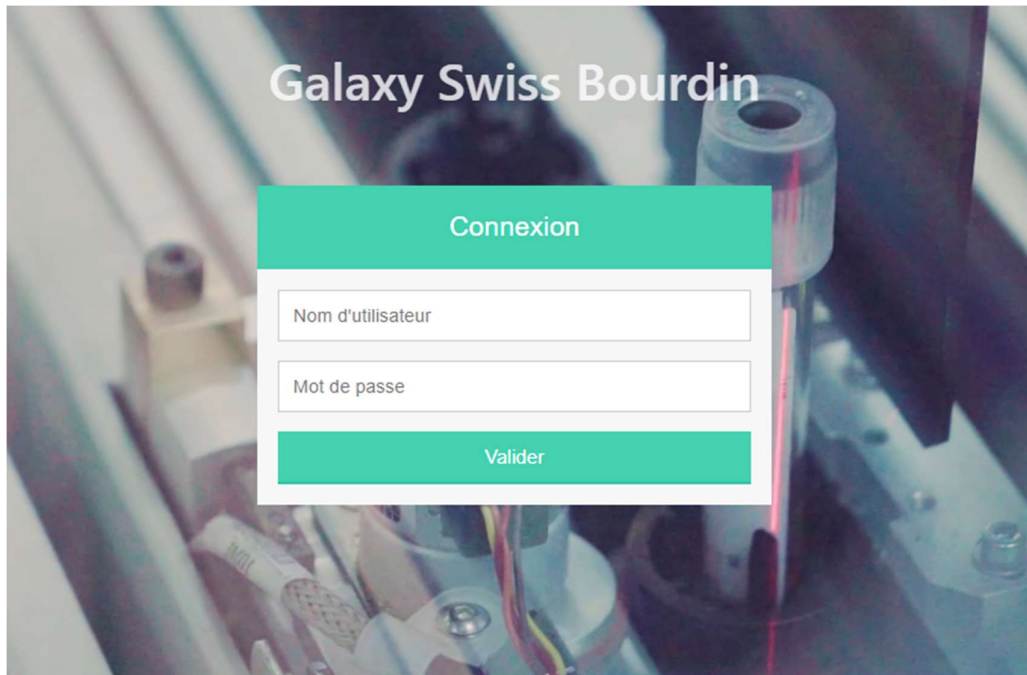 Galaxy Swiss Bourdin
Connexion
Nom d'utilisateur
Mot de passe
Valider